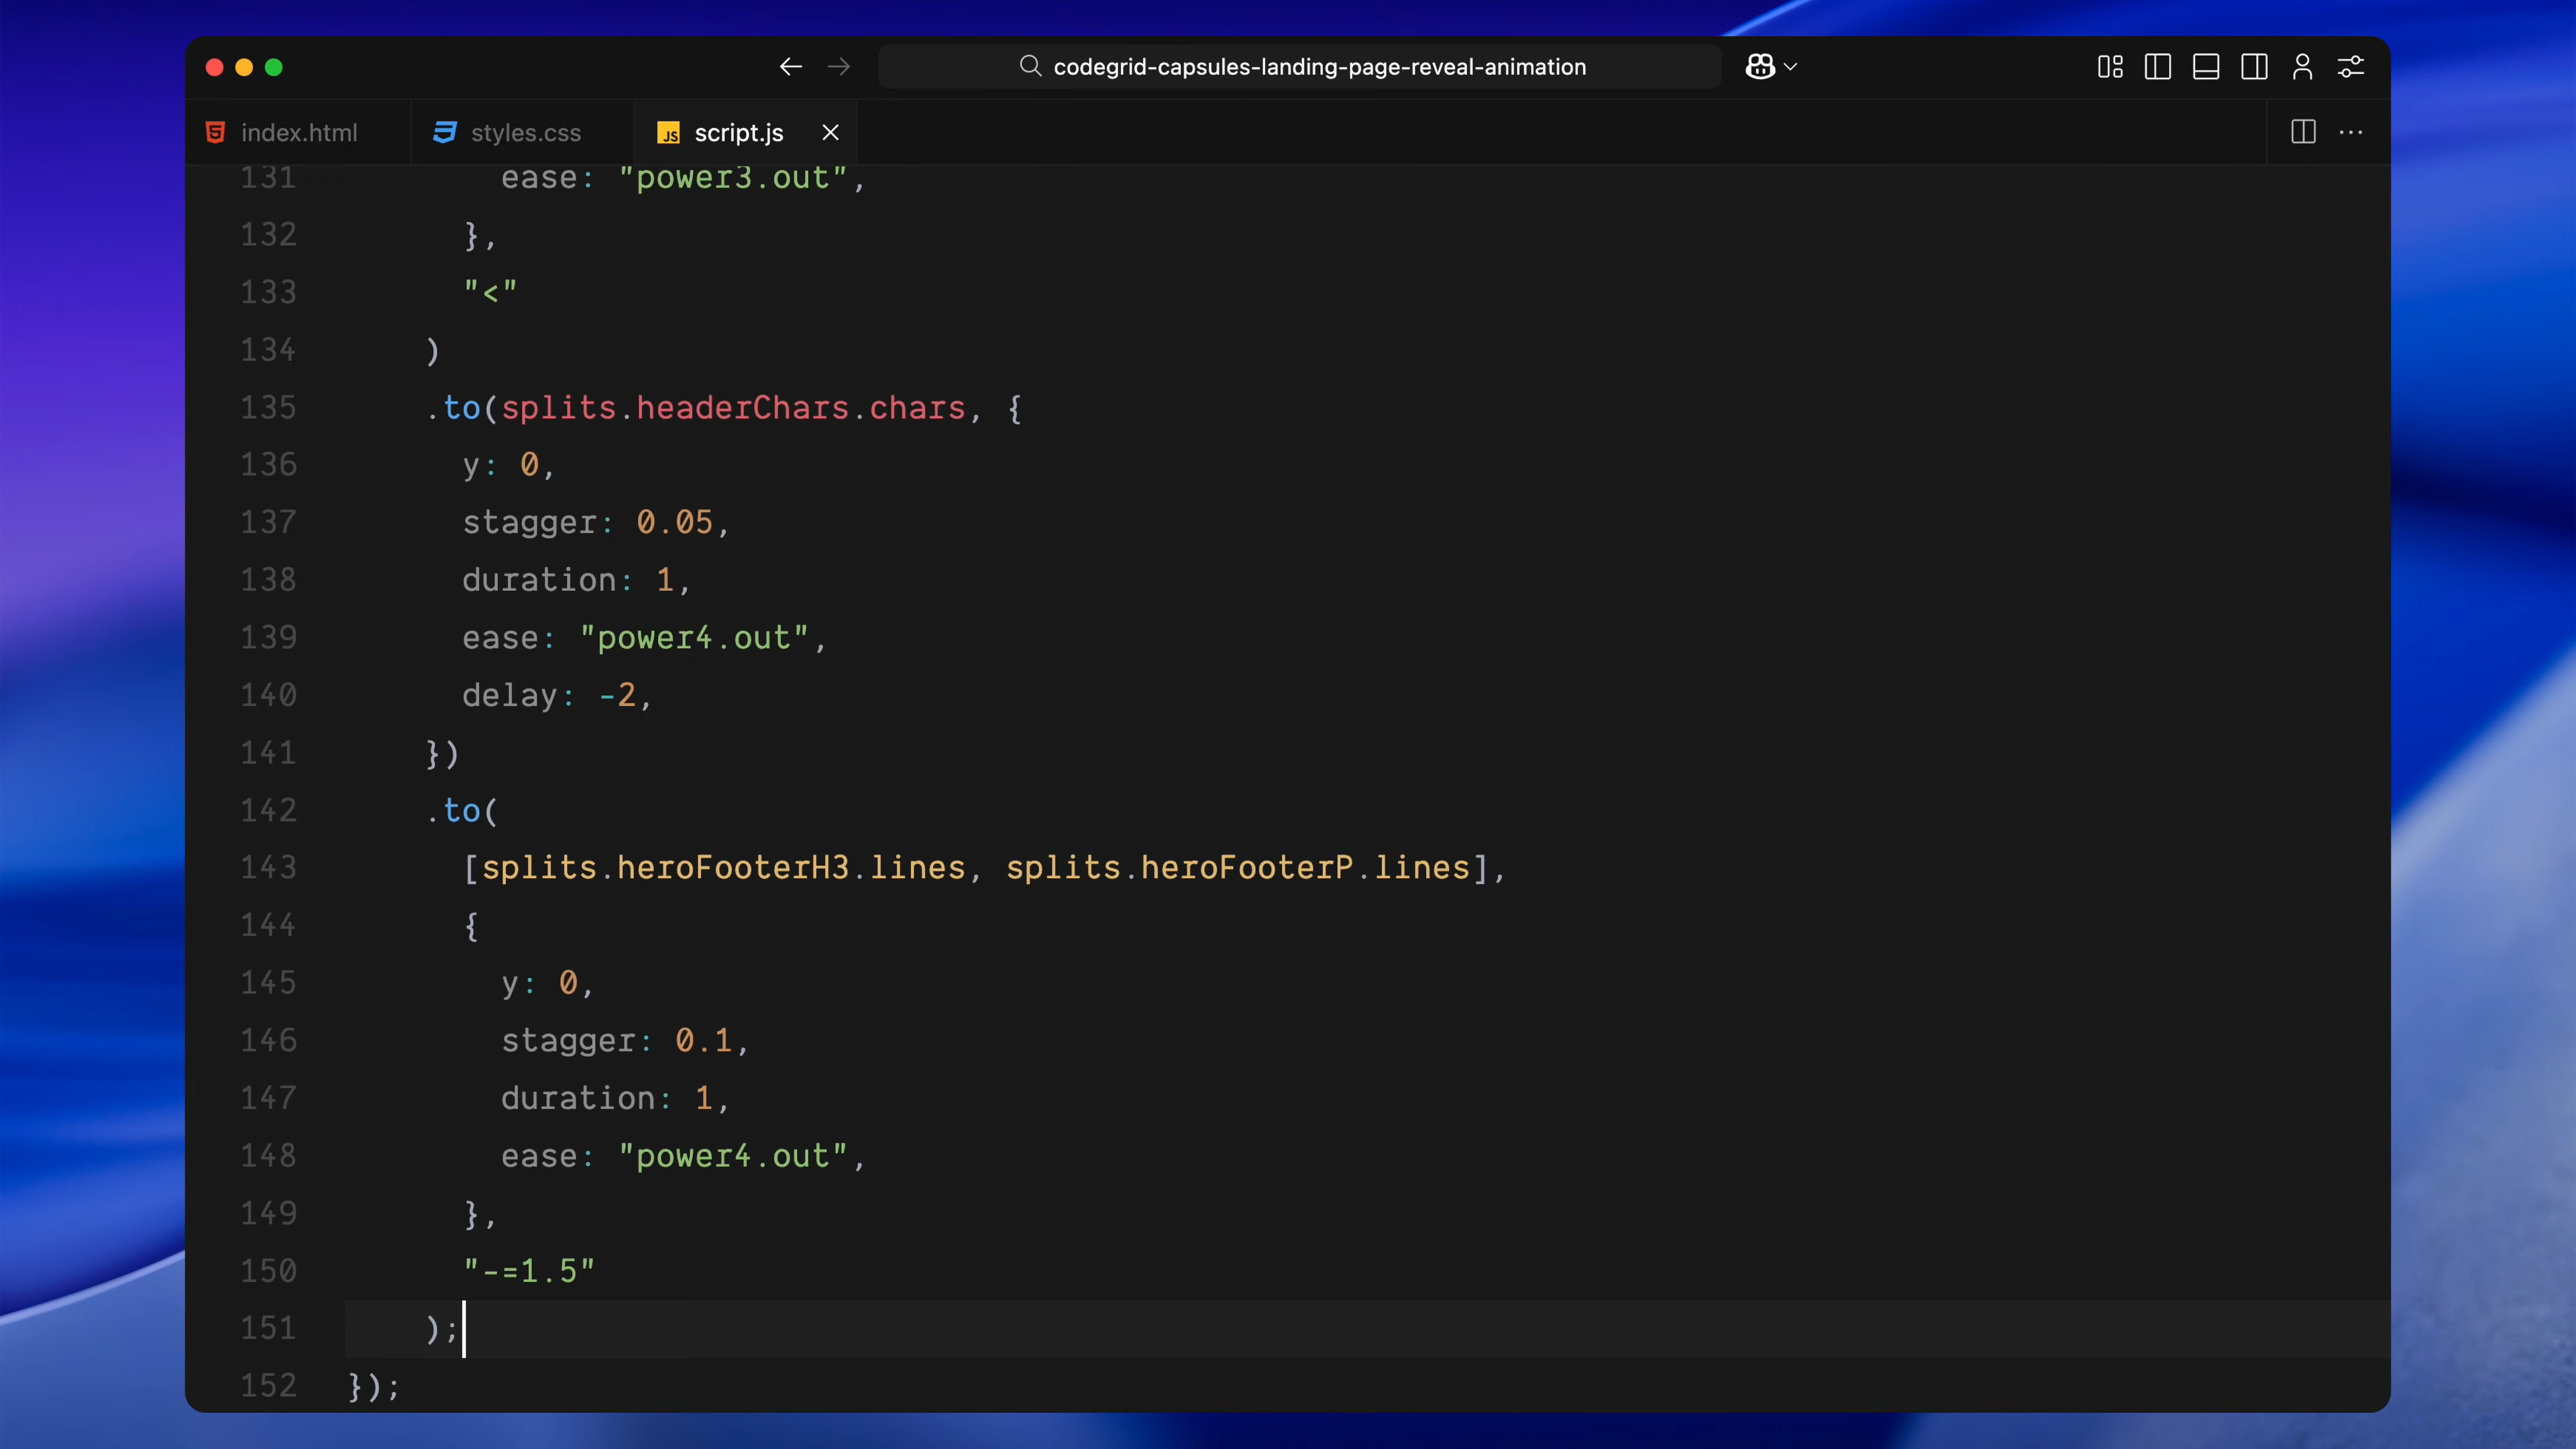 codegrid-capsules-landing-page-reveal-animation
index.html
styles.css
script.js
131 ease: "power3.out",
132 },
133 "<"
134 )
135 .to(splits.headerChars.chars, {
136 y: 0,
137 stagger: 0.05,
138 duration: 1,
139 ease: "power4.out",
140 delay: -2,
141 })
142 .to(
143 [splits.heroFooterH3.lines, splits.heroFooterP.lines],
144 {
145 y: 0,
146 stagger: 0.1,
147 duration: 1,
148 ease: "power4.out",
149 },
150 "-=1.5"
151 );
152 });